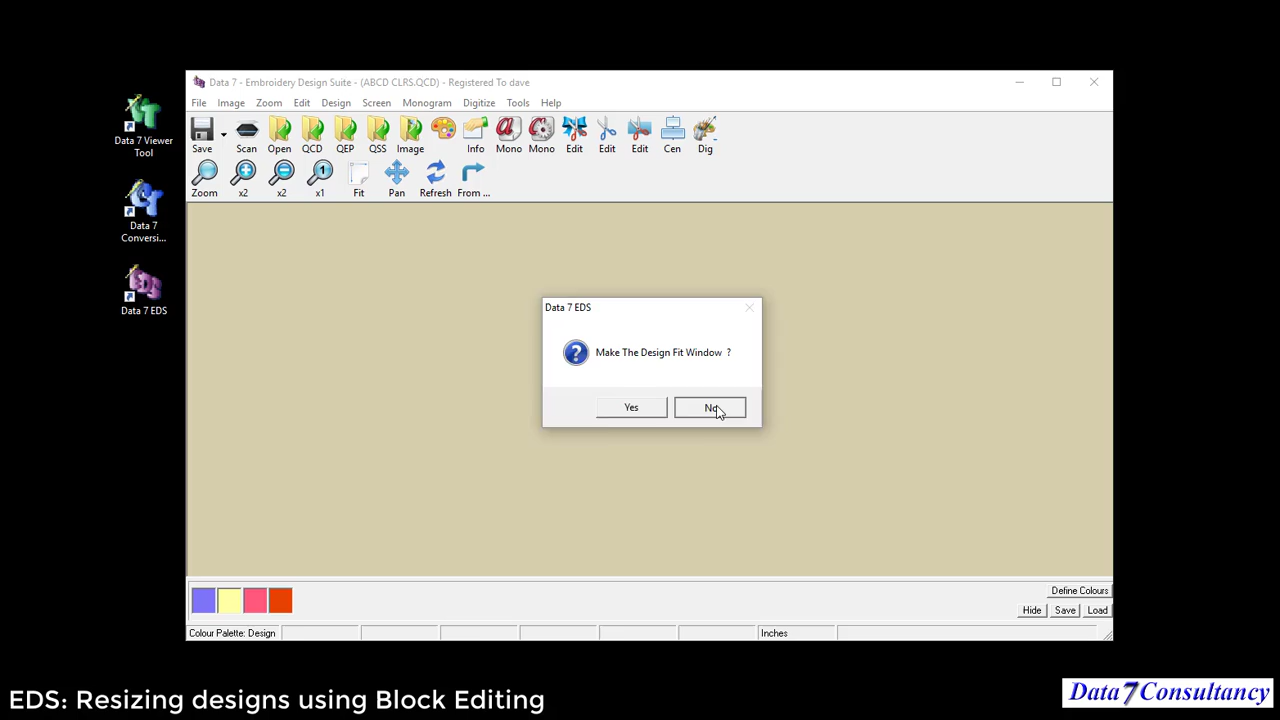 Data 7 - Embroidery Design Suite - (ABCD CLRS.QCD) - Registered To dave
File Image Zoom Edit Design Screen Monogram Digitize Tools Help
Save Scan Open QCD QEP QSS Image Info Mono Mono Edit Edit Edit Cen Dig
Zoom x2 x2 1 x1 Fit Pan Refresh From ...
Data 7 Viewer
Tool
Data 7
Conversi...
Data 7 EDS
Data 7 EDS
Make The Design Fit Window ?
Yes No
Define Colours
Hide Save Load
Colour Palette: Design Inches
EDS: Resizing designs using Block Editing
Data7Consultancy